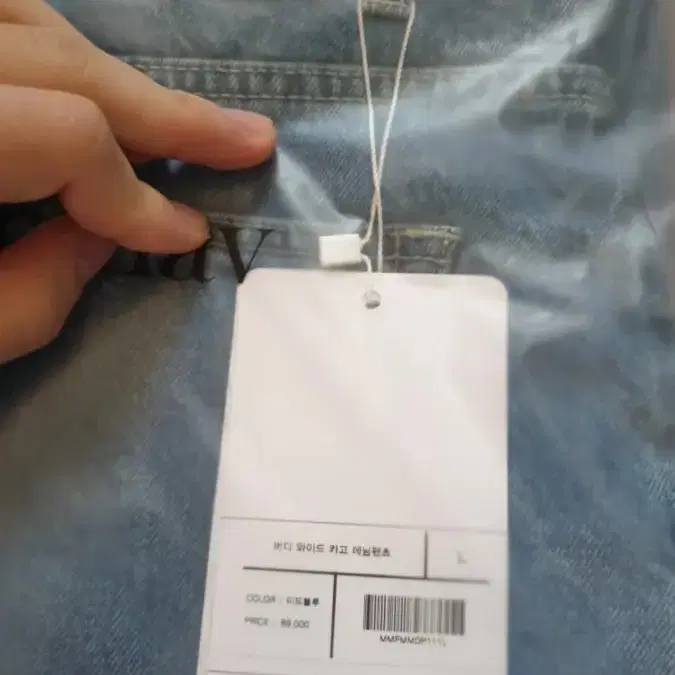 버디 와이드 카고 데님팬츠
L
COLOR : 미드블루
PRICE : 89,000